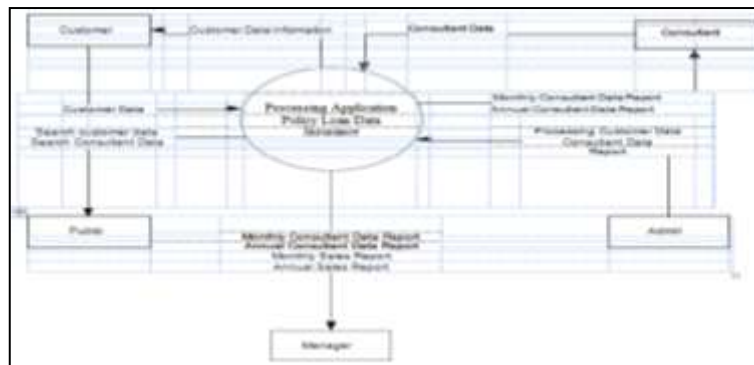 Customer
Customer Data Information
Consultant Data
Consultant
Processing Application
Policy Loan Data
Customer Data
Monthly Consultant Data Report
Annual Consultant Data Report
Search customer data
Search Consultant Data
Processing Customer Data
Consultant Data
Report
Public
Admin
Monthly Consultant Data Report
Annual Consultant Data Report
Monthly Sales Report
Annual Sales Report
Manager